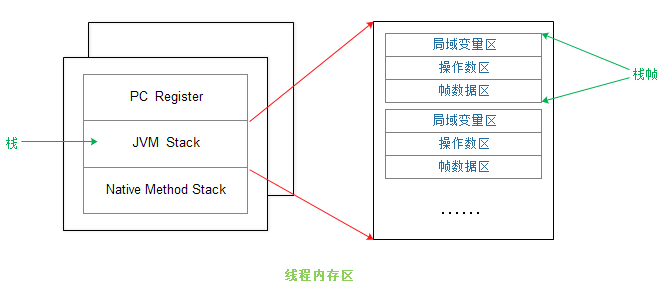 栈
PC Register
JVM Stack
Native Method Stack
局域变量区
操作数区
帧数据区
局域变量区
操作数区
帧数据区
......
栈帧
线程内存区